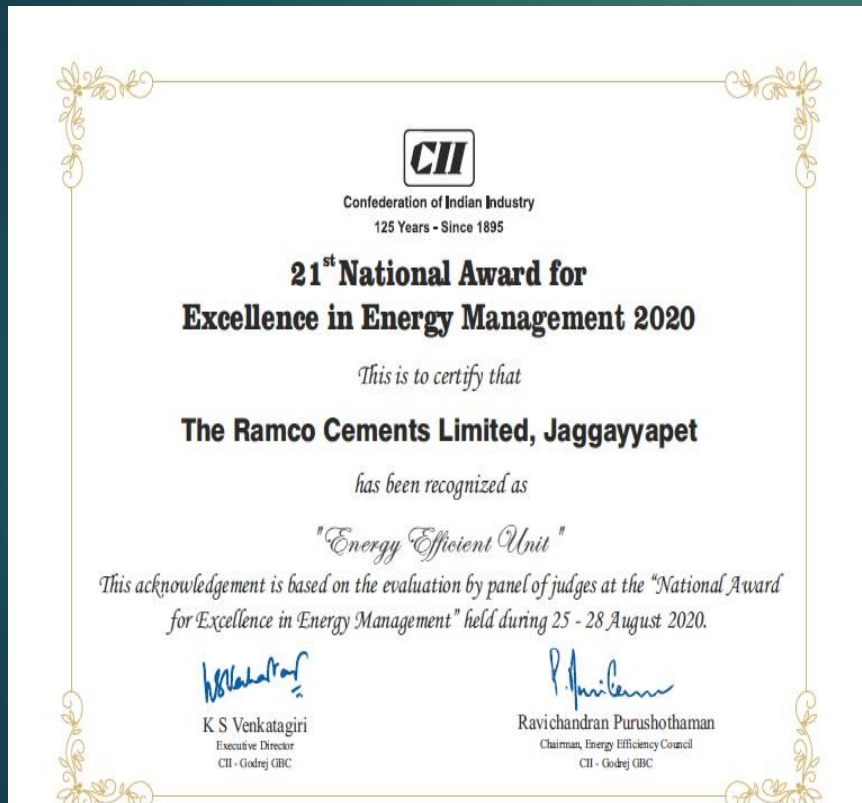 CII
Confederation of Indian Industry
125 Years - Since 1895
21st National Award for
Excellence in Energy Management 2020
This is to certify that
The Ramco Cements Limited, Jaggayyapet
has been recognized as
"Energy Efficient Unit"
This acknowledgement is based on the evaluation by panel of judges at the “National Award
for Excellence in Energy Management” held during 25 - 28 August 2020.
K S Venkatagiri
Executive Director
CII - Godrej GBC
Ravichandran Purushothaman
Chairman, Energy Efficiency Council
CII - Godrej GBC